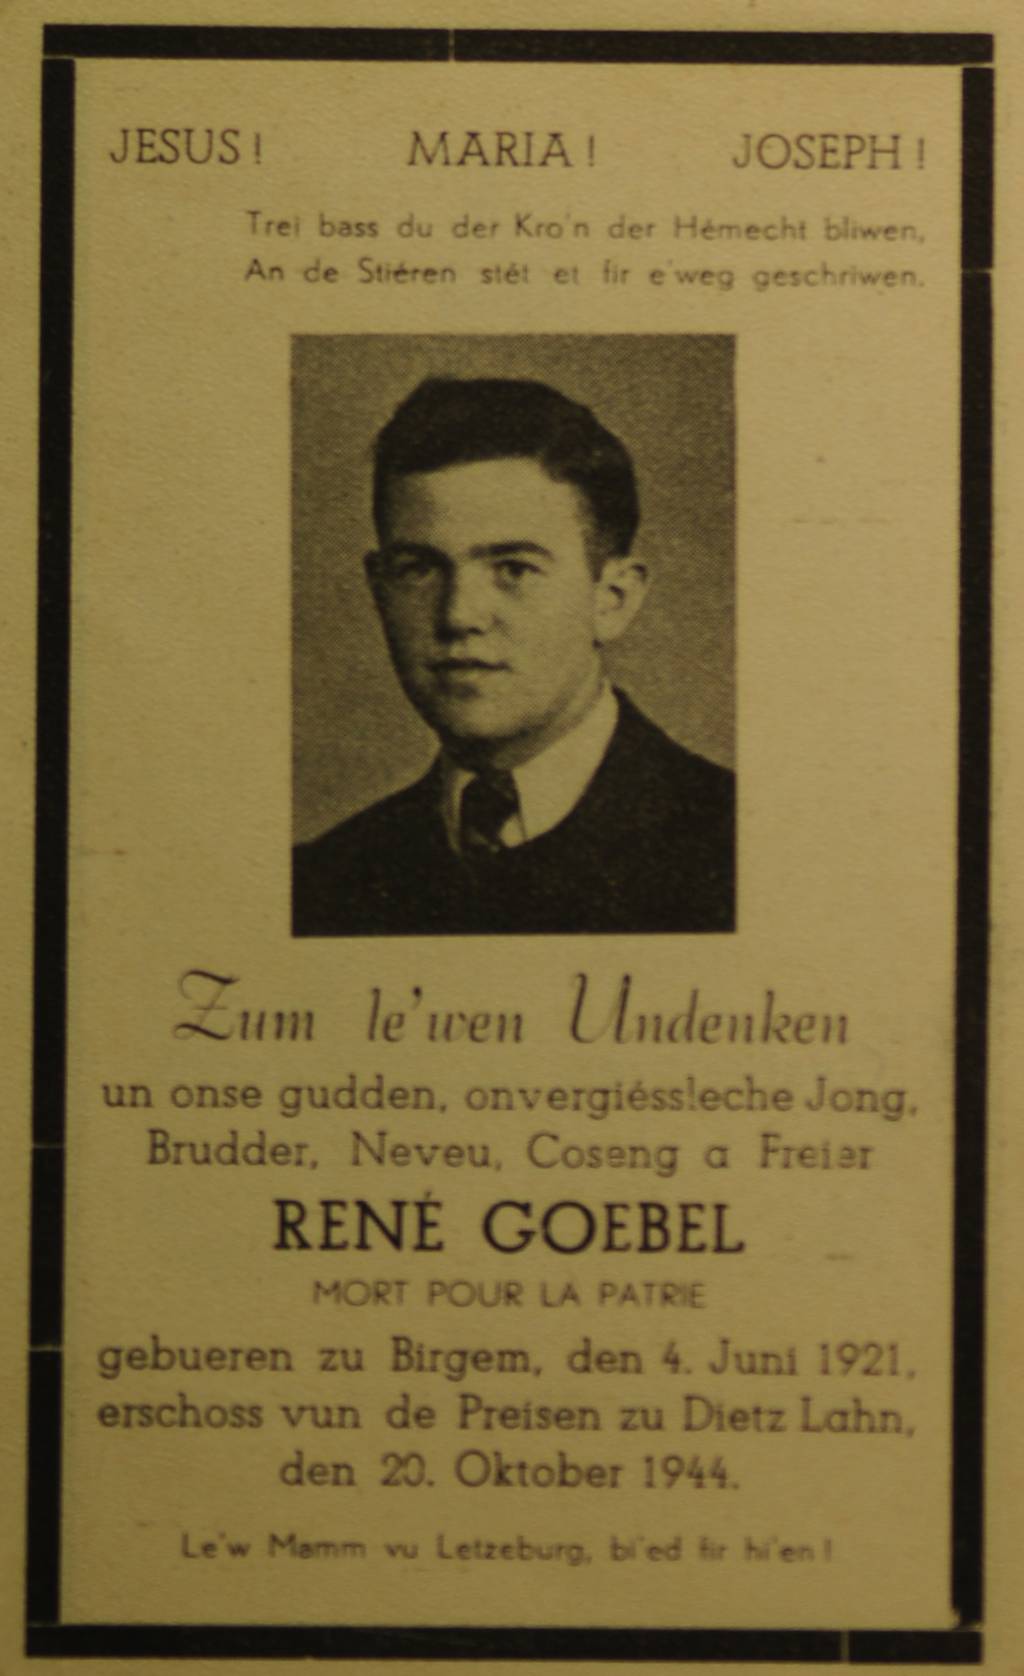 JESUS! MARIA! JOSEPH!
Trei bass du der Kro'n der Hémecht bliwen,
An de Stiéren stét et fir e'weg geschriwen.
Zum le'wen Undenken
un onse gudden, onvergiéssleche Jong,
Brudder, Neveu, Coseng a Freier
RENÉ GOEBEL
MORT POUR LA PATRIE
gebueren zu Birgem, den 4. Juni 1921,
erschoss vun de Preisen zu Dietz Lahn,
den 20. Oktober 1944.
Le'w Mamm vu Letzeburg, bi'ed fir hi'en!